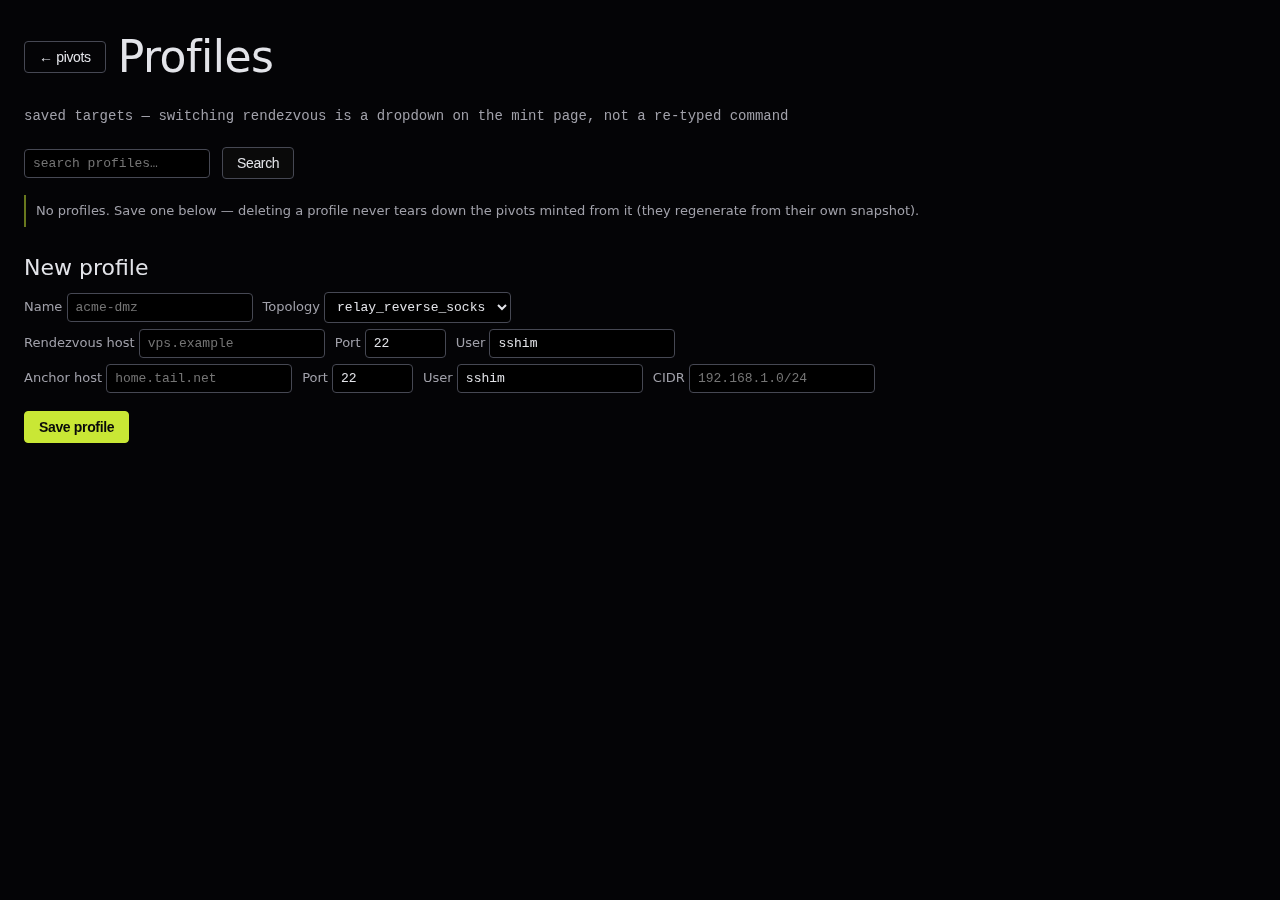 ← pivots Profiles
saved targets — switching rendezvous is a dropdown on the mint page, not a re-typed command
search profiles… Search
No profiles. Save one below — deleting a profile never tears down the pivots minted from it (they regenerate from their own snapshot).
New profile
Name acme-dmz Topology relay_reverse_socks
Rendezvous host vps.example Port 22 User sshim
Anchor host home.tail.net Port 22 User sshim CIDR 192.168.1.0/24
Save profile